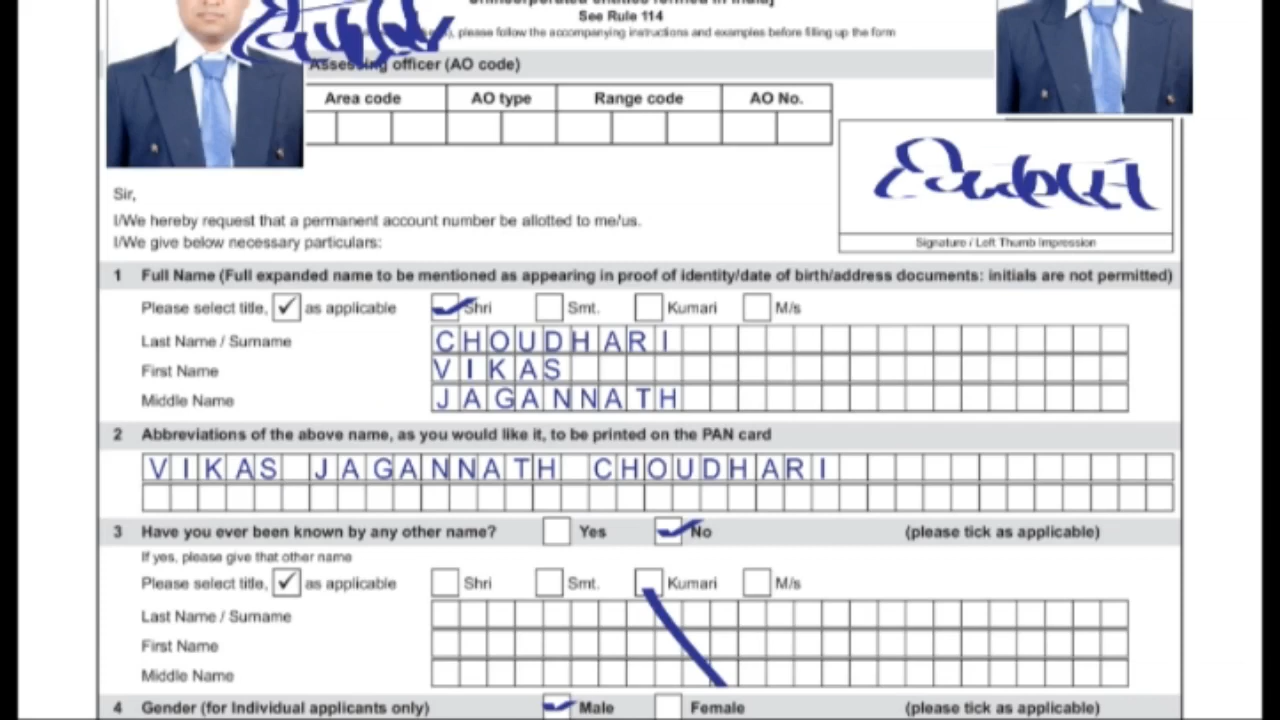 Unincorporated entities formed in India]
See Rule 114
, please follow the accompanying instructions and examples before filling up the form
Assessing officer (AO code)
Area code AO type Range code AO No.
Sir,
I/We hereby request that a permanent account number be allotted to me/us.
I/We give below necessary particulars:
Signature / Left Thumb Impression
1 Full Name (Full expanded name to be mentioned as appearing in proof of identity/date of birth/address documents: initials are not permitted)
Please select title, ✓ as applicable Shri Smt. Kumari M/s
Last Name / Surname CHOUDHARI
First Name VIKAS
Middle Name JAGANNATH
2 Abbreviations of the above name, as you would like it, to be printed on the PAN card
VIKAS JAGANNATH CHOUDHARI
3 Have you ever been known by any other name? Yes No (please tick as applicable)
If yes, please give that other name
Please select title, ✓ as applicable Shri Smt. Kumari M/s
Last Name / Surname
First Name
Middle Name
4 Gender (for Individual applicants only) Male Female (please tick as applicable)